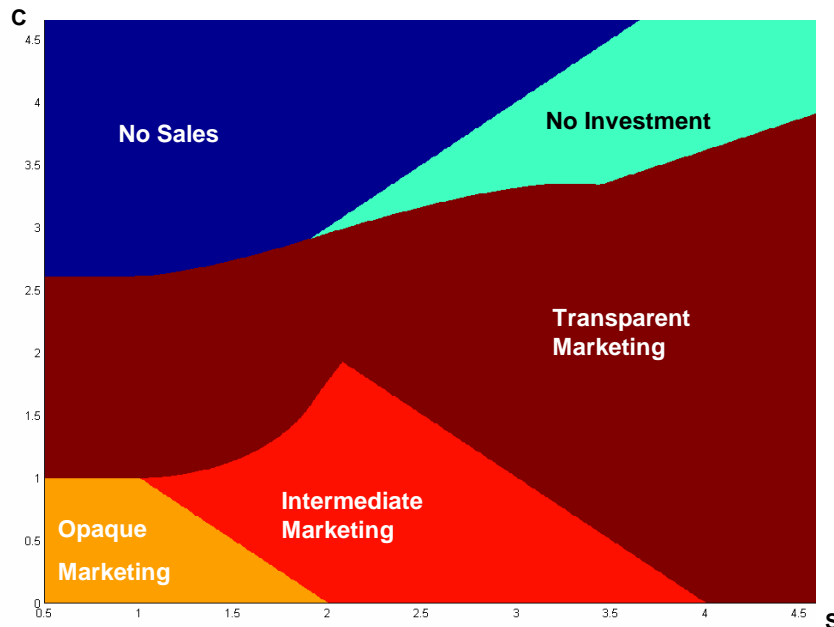 C
4.5
4
No Sales
No Investment
3.5
3
2.5
Transparent
Marketing
2
1.5
1
Intermediate
Marketing
Opaque
Marketing
0.5
0
0.5 1 1.5 2 2.5 3 3.5 4 4.5
s